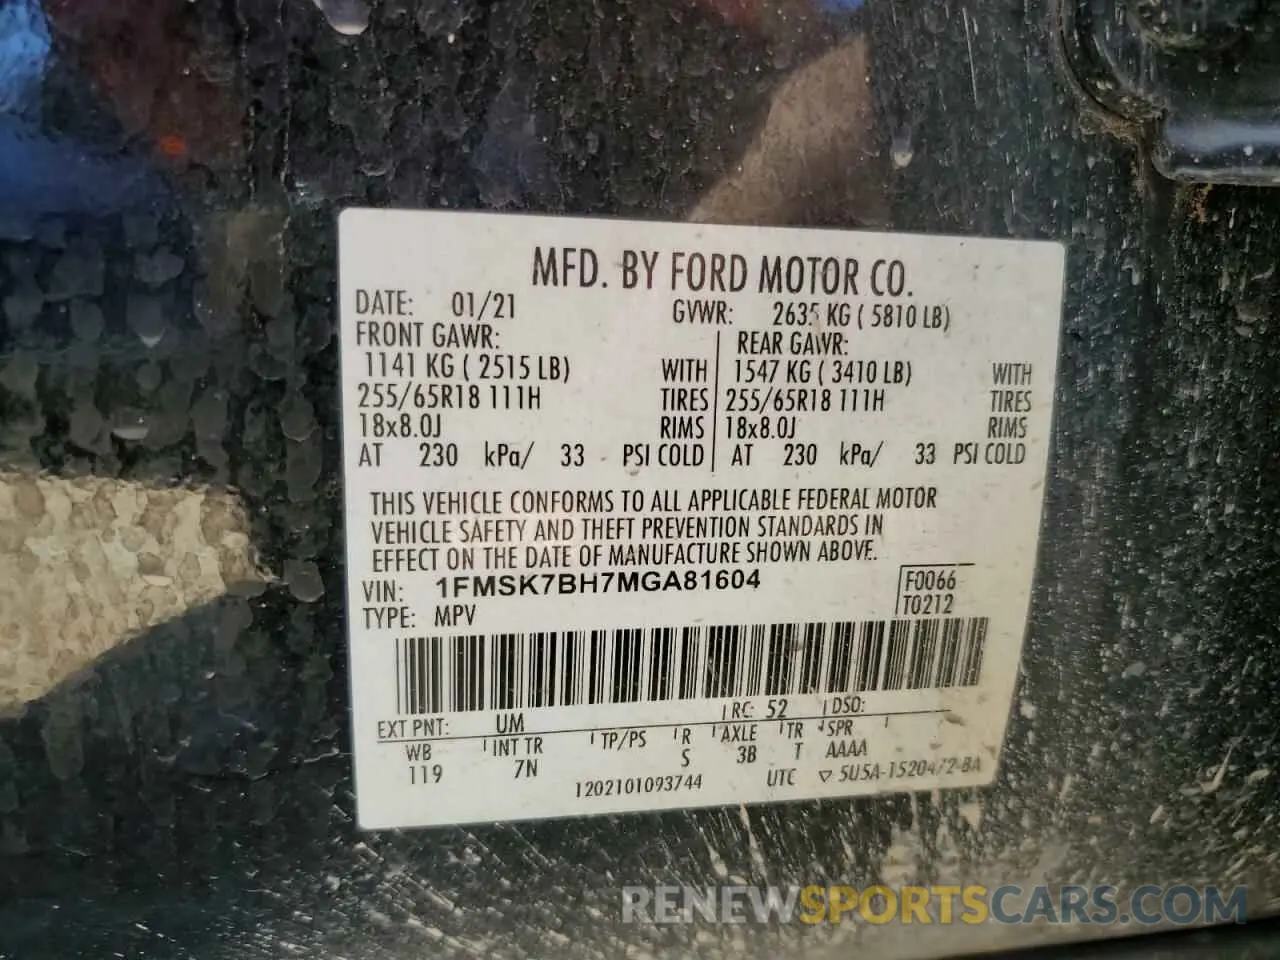 MFD. BY FORD MOTOR CO.
DATE: 01/21 GVWR: 2635 KG ( 5810 LB)
FRONT GAWR: REAR GAWR:
1141 KG ( 2515 LB) WITH 1547 KG ( 3410 LB) WITH
255/65R18 111H TIRES 255/65R18 111H TIRES
18x8.0J RIMS 18x8.0J RIMS
AT 230 kPa/ 33 PSI COLD AT 230 kPa/ 33 PSI COLD
THIS VEHICLE CONFORMS TO ALL APPLICABLE FEDERAL MOTOR
VEHICLE SAFETY AND THEFT PREVENTION STANDARDS IN
EFFECT ON THE DATE OF MANUFACTURE SHOWN ABOVE.
VIN: 1FMSK7BH7MGA81604 F0066
TYPE: MPV T0212
EXT PNT: UM RC: 52 DSO:
WB INT TR TP/PS R AXLE TR SPR
119 7N S 3B T AAAA
1202101093744 UTC ▽ 5U5A-1520472-BA
RENEWSPORTSCARS.COM